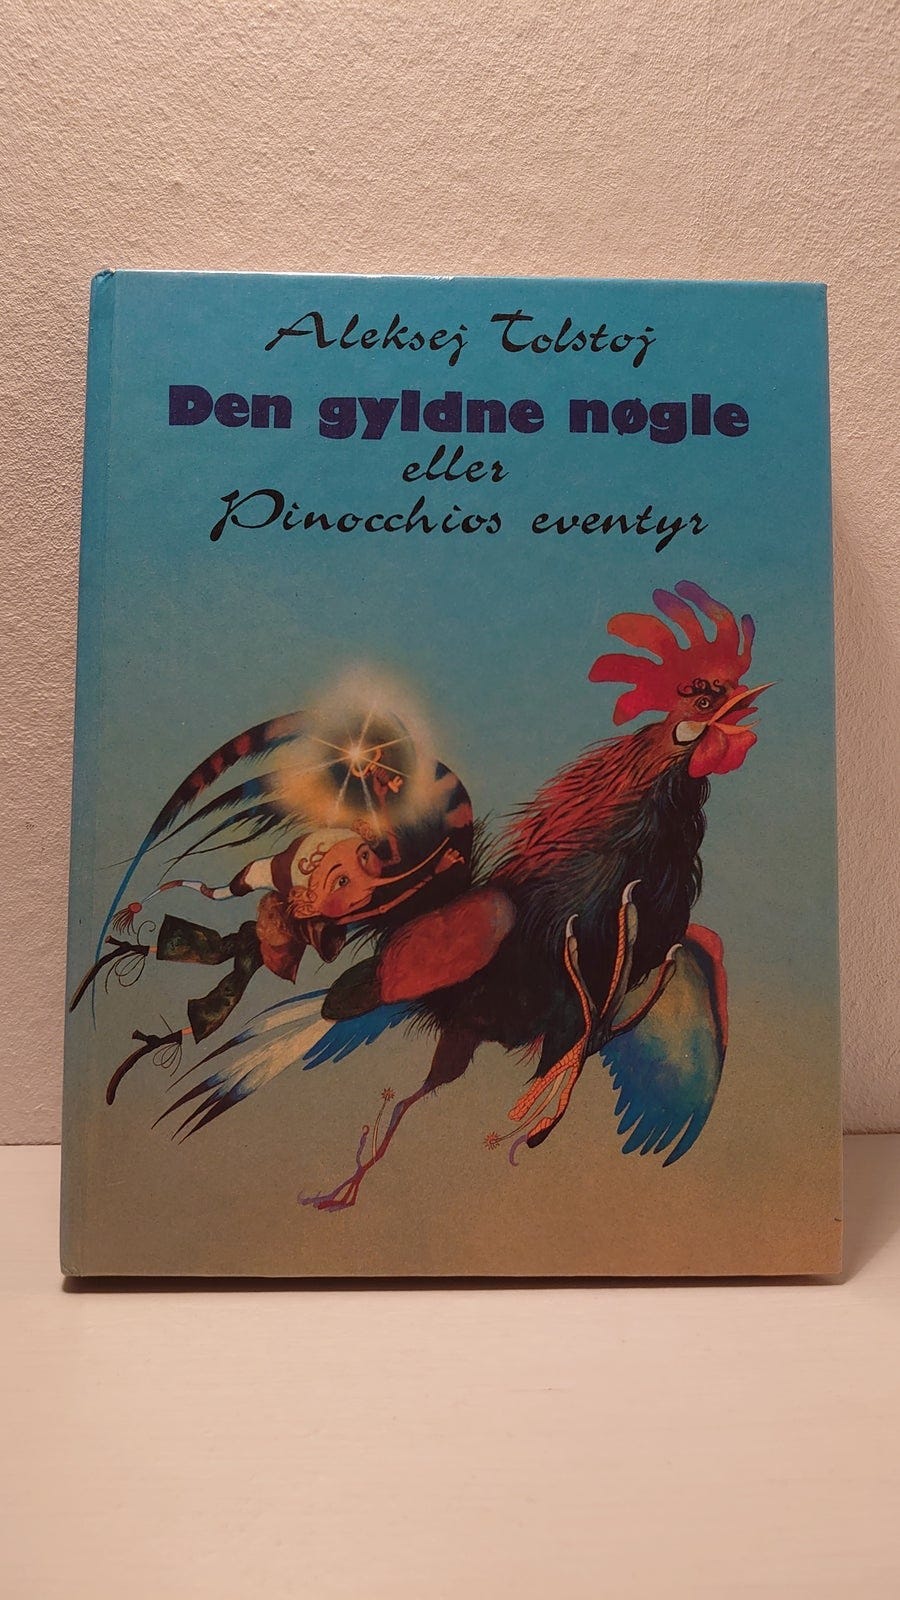 Aleksej Tolstoj
Den gyldne nøgle
eller
Pinocchios eventyr